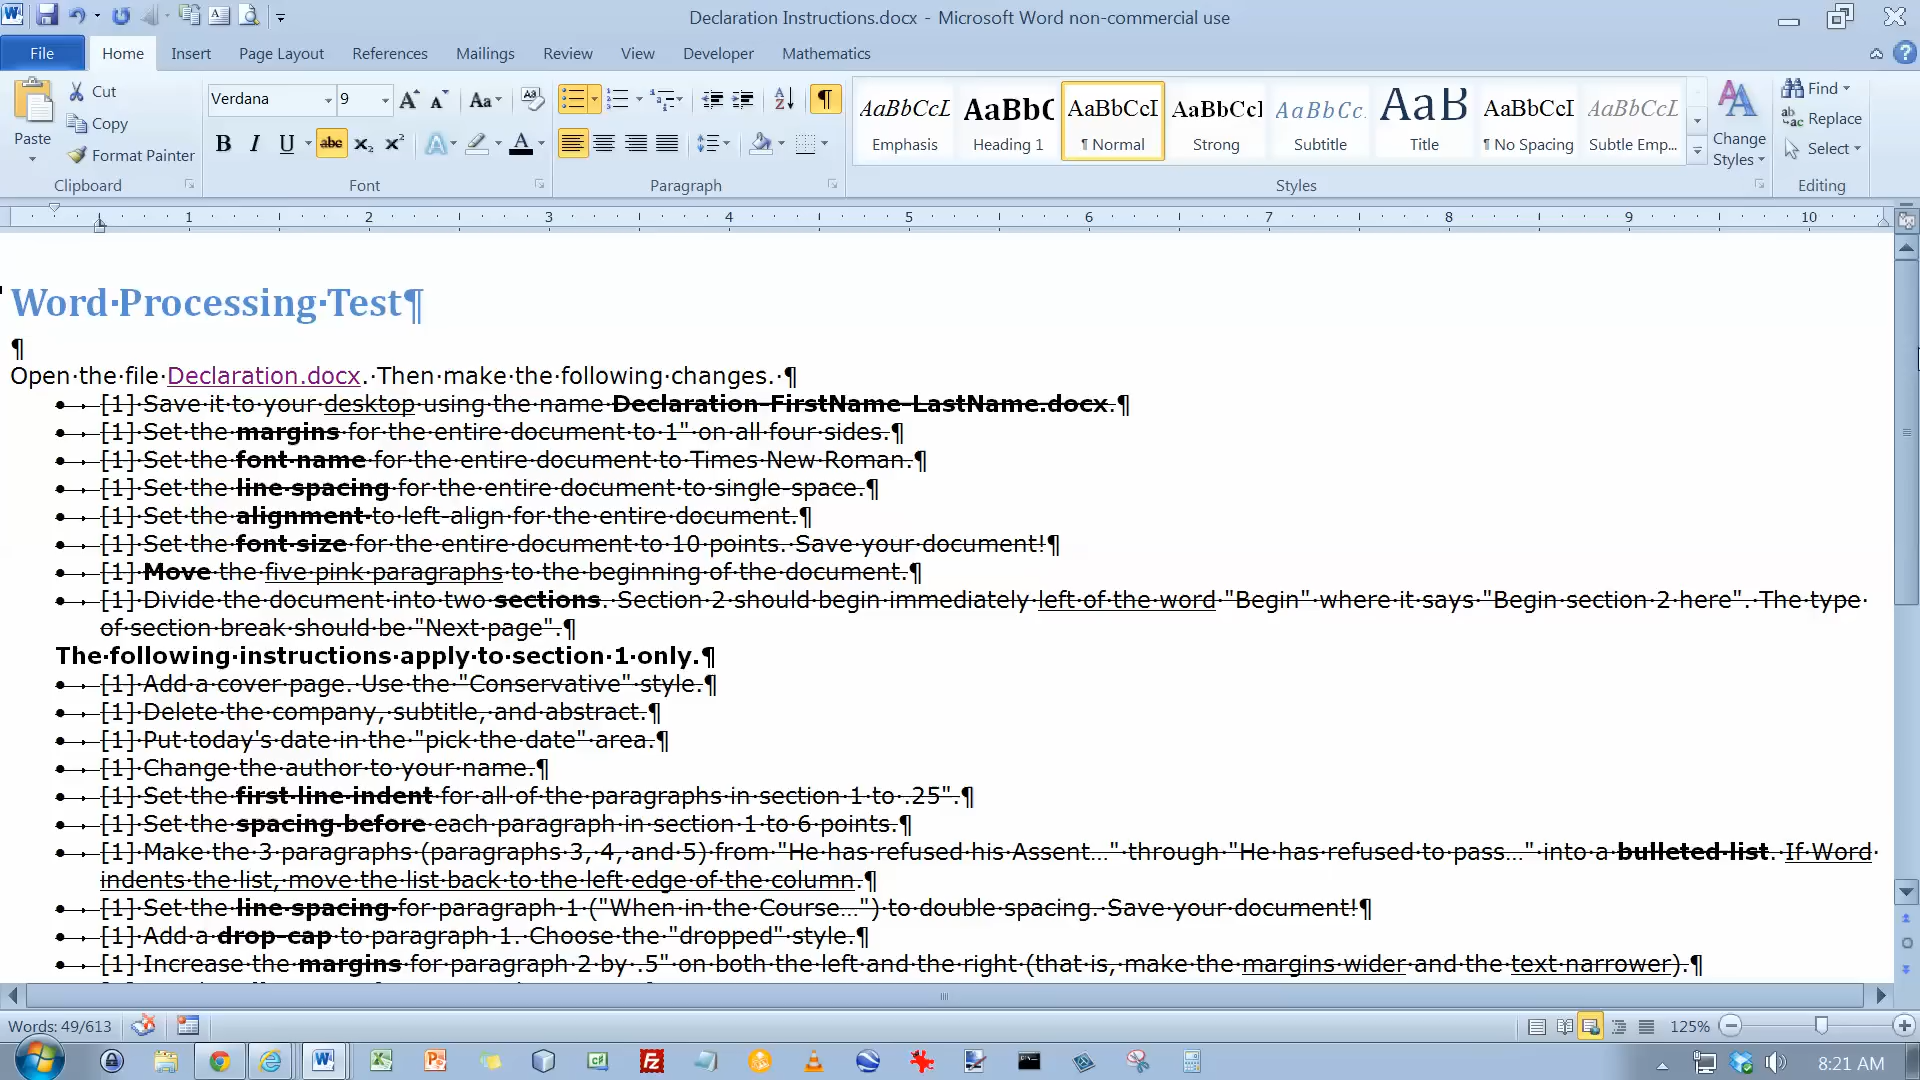 Declaration Instructions.docx - Microsoft Word non-commercial use
File Home Insert Page Layout References Mailings Review View Developer Mathematics
Paste
Cut
Copy
Format Painter
Clipboard
Verdana 9
Font
Paragraph
AaBbCcL AaBbC AaBbCcI AaBbCcl AaBbCc. AaB AaBbCcI AaBbCcL
Emphasis Heading 1 ¶ Normal Strong Subtitle Title ¶ No Spacing Subtle Emp...
Change Styles
Styles
Find
Replace
Select
Editing
1 2 3 4 5 6 7 8 9 10
Word·Processing·Test¶
¶
Open·the·file·Declaration.docx.·Then·make·the·following·changes.·¶
[1]·Save·it·to·your·desktop·using·the·name·Declaration-FirstName-LastName.docx.¶
[1]·Set·the·margins·for·the·entire·document·to·1"·on·all·four·sides.¶
[1]·Set·the·font·name·for·the·entire·document·to·Times·New·Roman.¶
[1]·Set·the·line·spacing·for·the·entire·document·to·single-space.¶
[1]·Set·the·alignment·to·left-align·for·the·entire·document.¶
[1]·Set·the·font·size·for·the·entire·document·to·10·points.·Save·your·document!¶
[1]·Move·the·five·pink·paragraphs·to·the·beginning·of·the·document.¶
[1]·Divide·the·document·into·two·sections.·Section·2·should·begin·immediately·left·of·the·word·"Begin"·where·it·says·"Begin·section·2·here".·The·type·
of·section·break·should·be·"Next·page".¶
The·following·instructions·apply·to·section·1·only.¶
[1]·Add·a·cover·page.·Use·the·"Conservative"·style.¶
[1]·Delete·the·company,·subtitle,·and·abstract.¶
[1]·Put·today's·date·in·the·"pick·the·date"·area.¶
[1]·Change·the·author·to·your·name.¶
[1]·Set·the·first·line·indent·for·all·of·the·paragraphs·in·section·1·to·.25".¶
[1]·Set·the·spacing·before·each·paragraph·in·section·1·to·6·points.¶
[1]·Make·the·3·paragraphs·(paragraphs·3,·4,·and·5)·from·"He·has·refused·his·Assent..."·through·"He·has·refused·to·pass..."·into·a·bulleted·list.·If·Word·
indents·the·list,·move·the·list·back·to·the·left·edge·of·the·column.¶
[1]·Set·the·line·spacing·for·paragraph·1·("When·in·the·Course...")·to·double·spacing.·Save·your·document!¶
[1]·Add·a·drop·cap·to·paragraph·1.·Choose·the·"dropped"·style.¶
[1]·Increase·the·margins·for·paragraph·2·by·.5"·on·both·the·left·and·the·right·(that·is,·make·the·margins·wider·and·the·text·narrower).¶
Words: 49/613
125%
8:21 AM